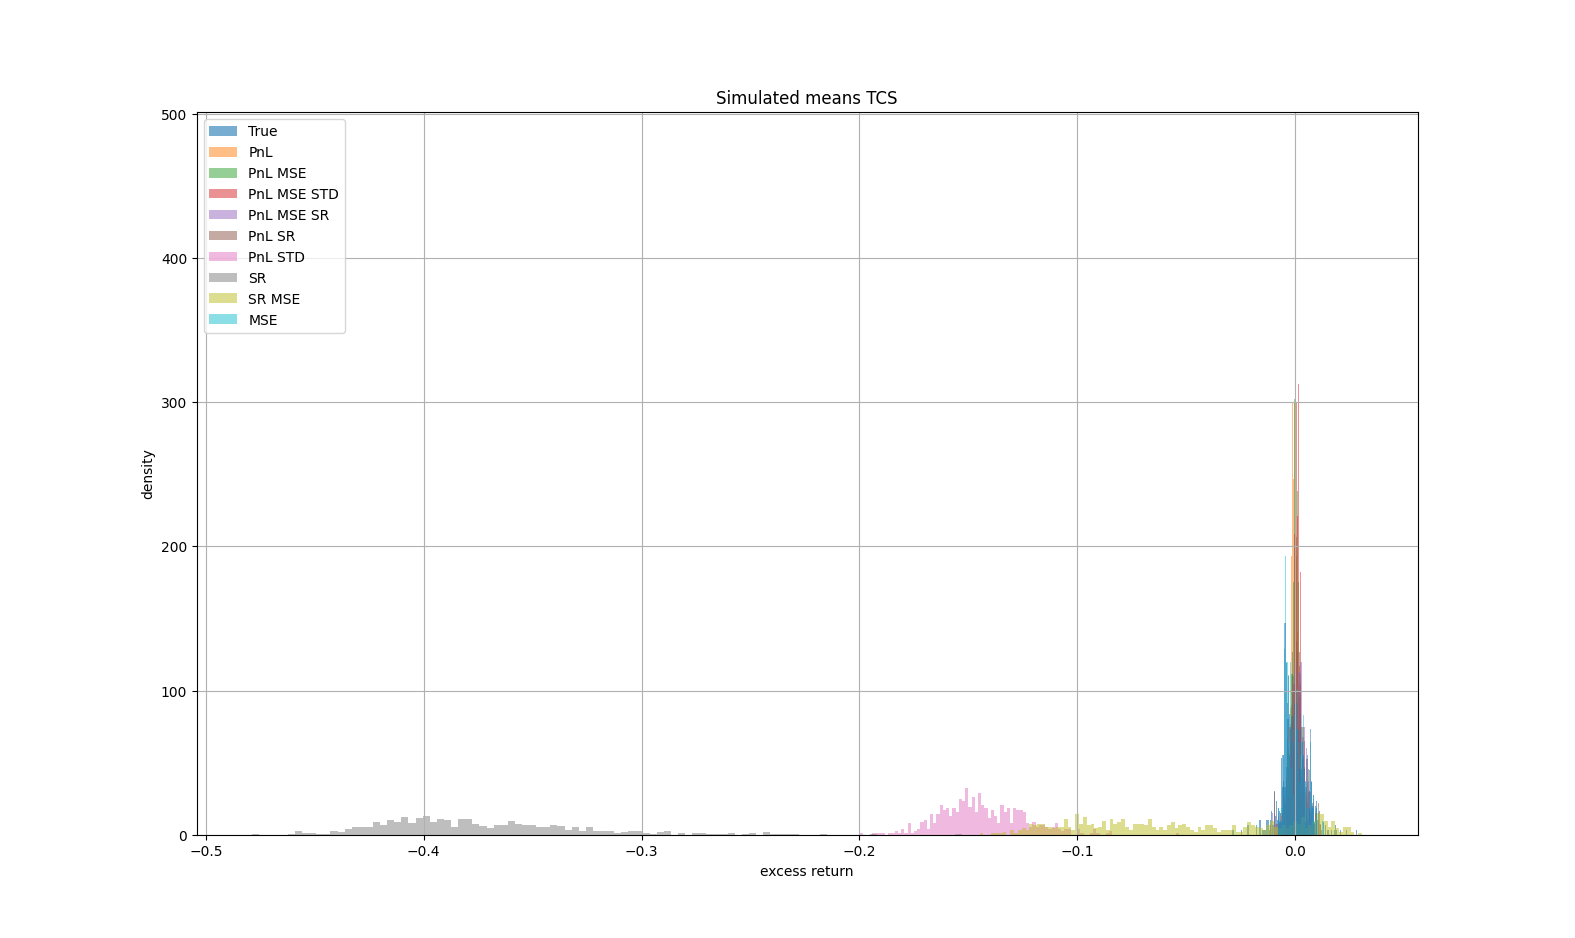 Simulated means TCS
500
400
300
200
100
0
density
True
PnL
PnL MSE
PnL MSE STD
PnL MSE SR
PnL SR
PnL STD
SR
SR MSE
MSE
−0.5 −0.4 −0.3 −0.2 −0.1 0.0
excess return